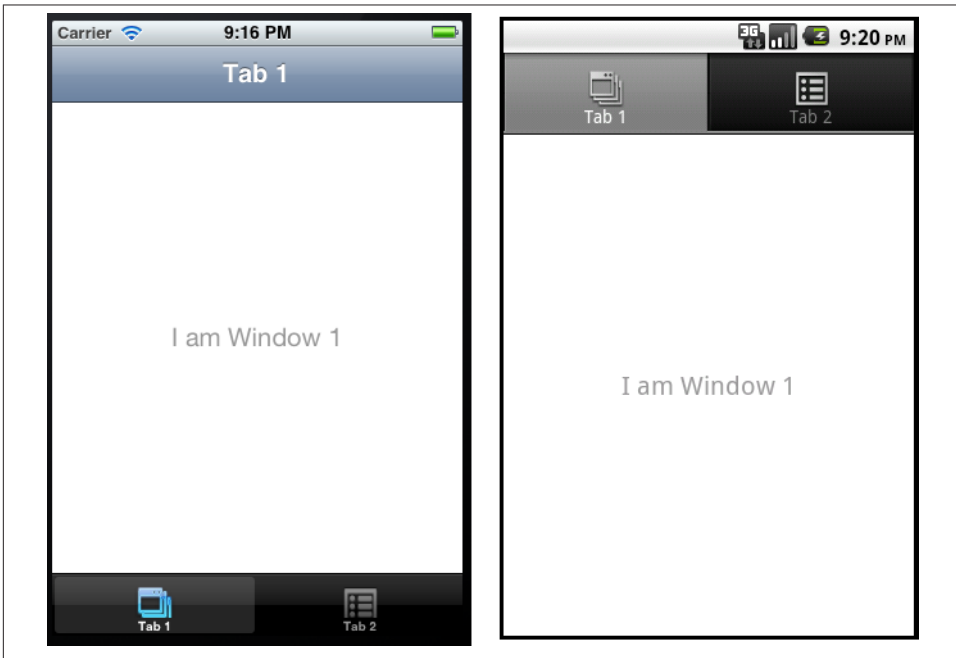 Carrier 9:16 PM
Tab 1
I am Window 1
Tab 1 Tab 2
3G 9:20 PM
Tab 1 Tab 2
I am Window 1